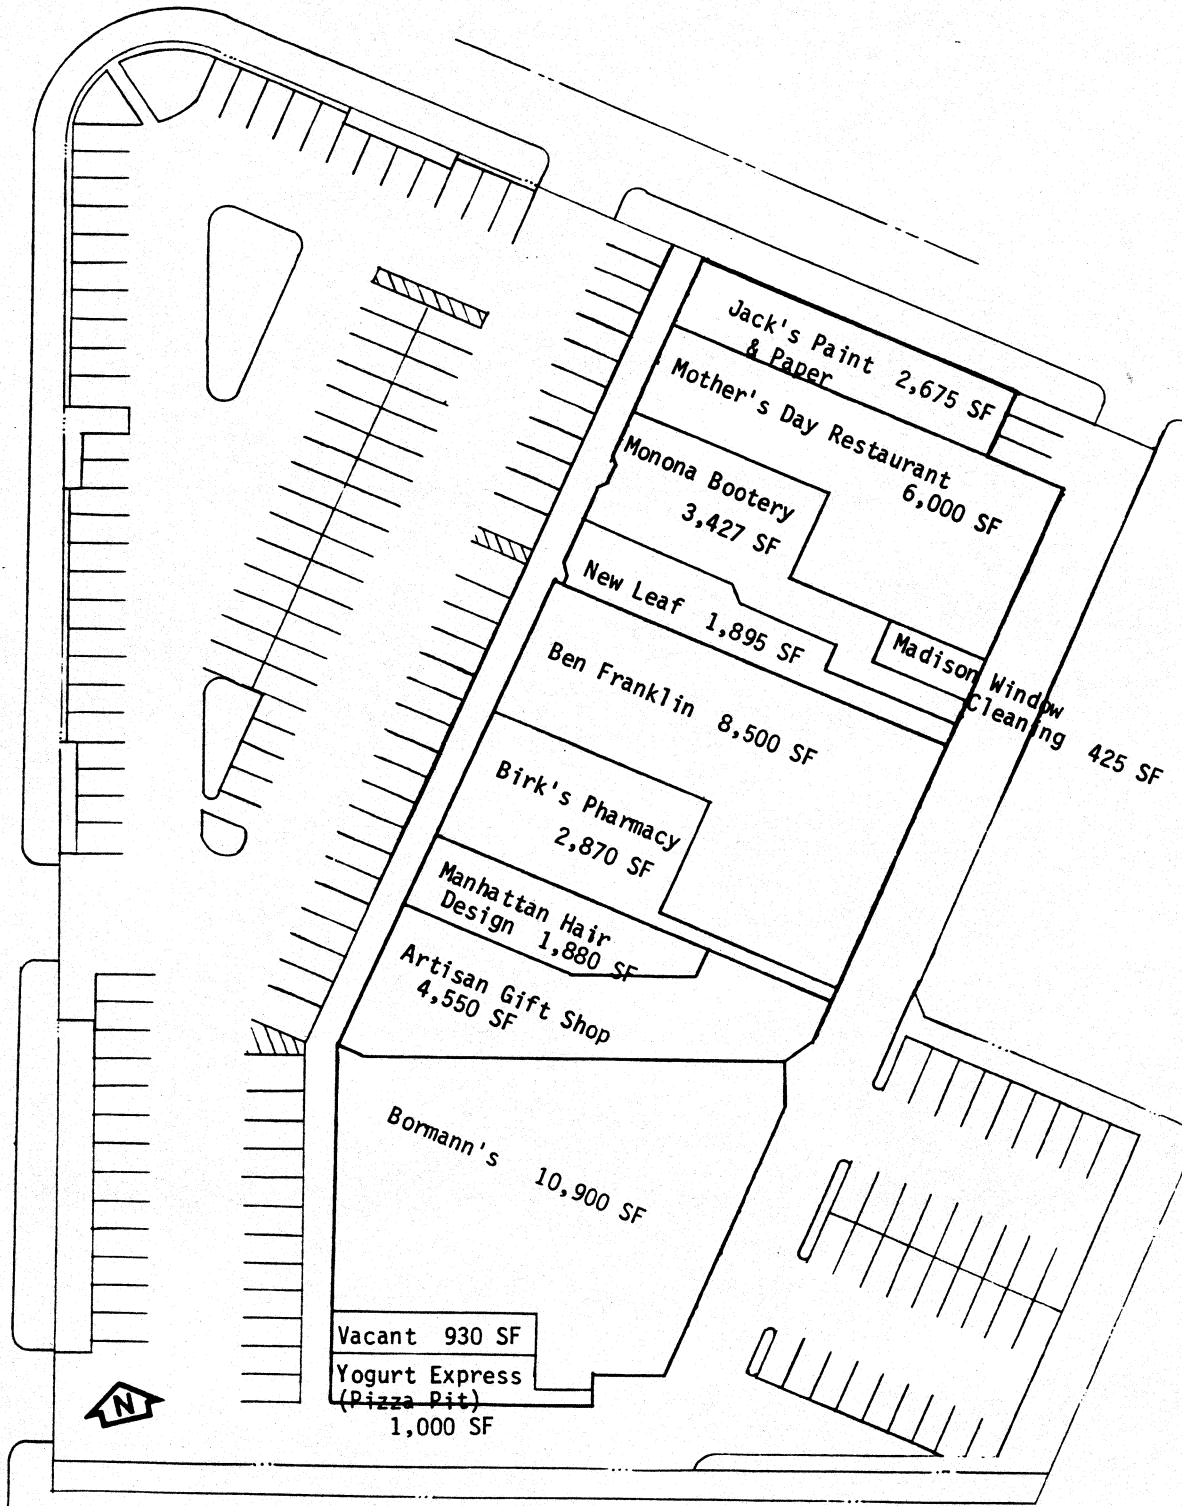 Jack's Paint 2,675 SF
& Paper
Mother's Day Restaurant
6,000 SF
Monona Bootery
3,427 SF
New Leaf 1,895 SF
Madison Window
Cleaning 425 SF
Ben Franklin 8,500 SF
Birk's Pharmacy
2,870 SF
Manhattan Hair
Design 1,880 SF
Artisan Gift Shop
4,550 SF
Bormann's 10,900 SF
Vacant 930 SF
Yogurt Express
(Pizza Pit)
1,000 SF
N